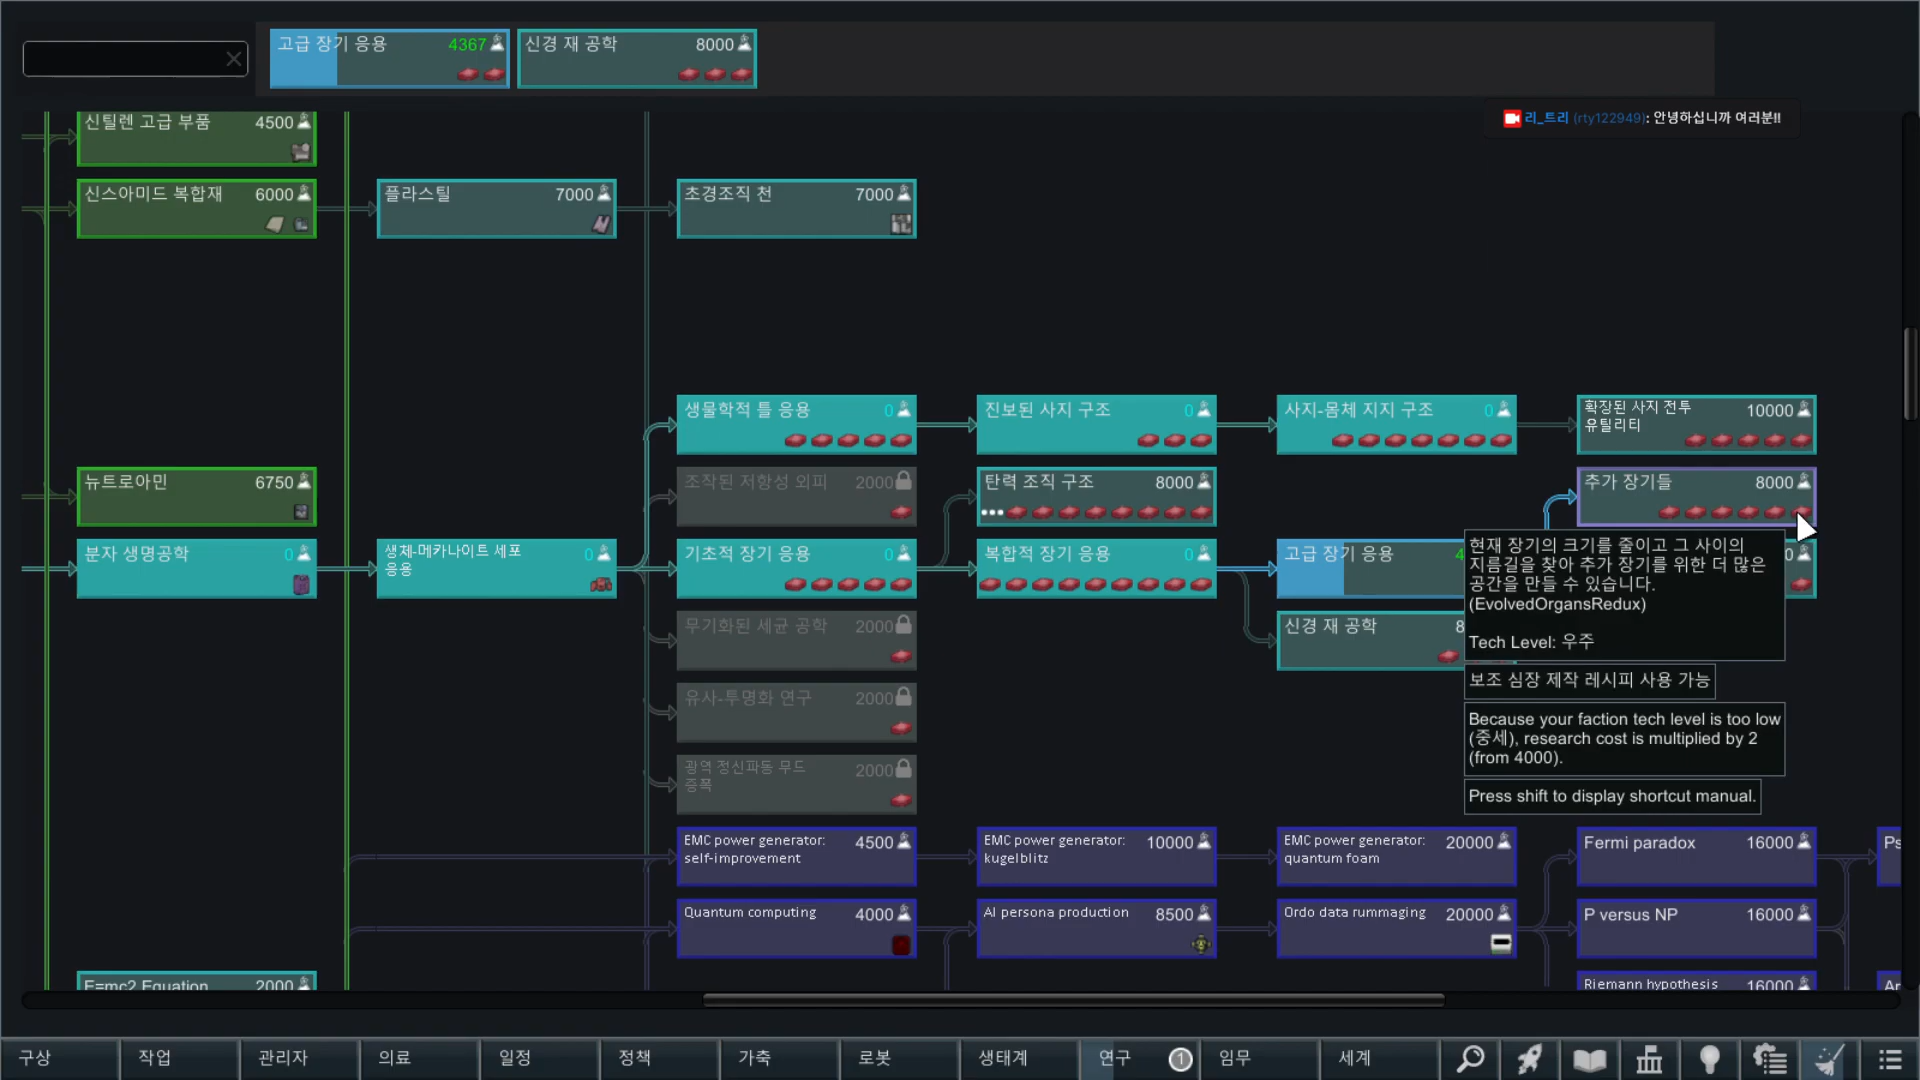 고급 장기 응용 4367
신경 재 공학 8000
리_트리 (rty122949): 안녕하십니까 여러분!!
신틸렌 고급 부품 4500
신스아미드 복합재 6000
플라스틸 7000
초경조직 천 7000
생물학적 틀 응용 0
진보된 사지 구조 0
사지-몸체 지지 구조 0
확장된 사지 전투
유틸리티 10000
뉴트로아민 6750
조작된 저항성 외피 2000
탄력 조직 구조 8000
추가 장기들 8000
분자 생명공학 0
생체-메카나이트 세포
응용 0
기초적 장기 응용 0
복합적 장기 응용 0
고급 장기 응용 4
0
무기화된 세균 공학 2000
신경 재 공학 8
유사-투명화 연구 2000
광역 정신파동 무드
증폭 2000
현재 장기의 크기를 줄이고 그 사이의
지름길을 찾아 추가 장기를 위한 더 많은
공간을 만들 수 있습니다.
(EvolvedOrgansRedux)
Tech Level: 우주
보조 심장 제작 레시피 사용 가능
Because your faction tech level is too low
(중세), research cost is multiplied by 2
(from 4000).
Press shift to display shortcut manual.
EMC power generator:
self-improvement 4500
EMC power generator:
kugelblitz 10000
EMC power generator:
quantum foam 20000
Fermi paradox 16000
Ps
Quantum computing 4000
AI persona production 8500
Ordo data rummaging 20000
P versus NP 16000
E=mc2 Equation 2000
Riemann hypothesis 16000
Ar
구상 작업 관리자 의료 일정 정책 가축 로봇 생태계 연구 1 임무 세계